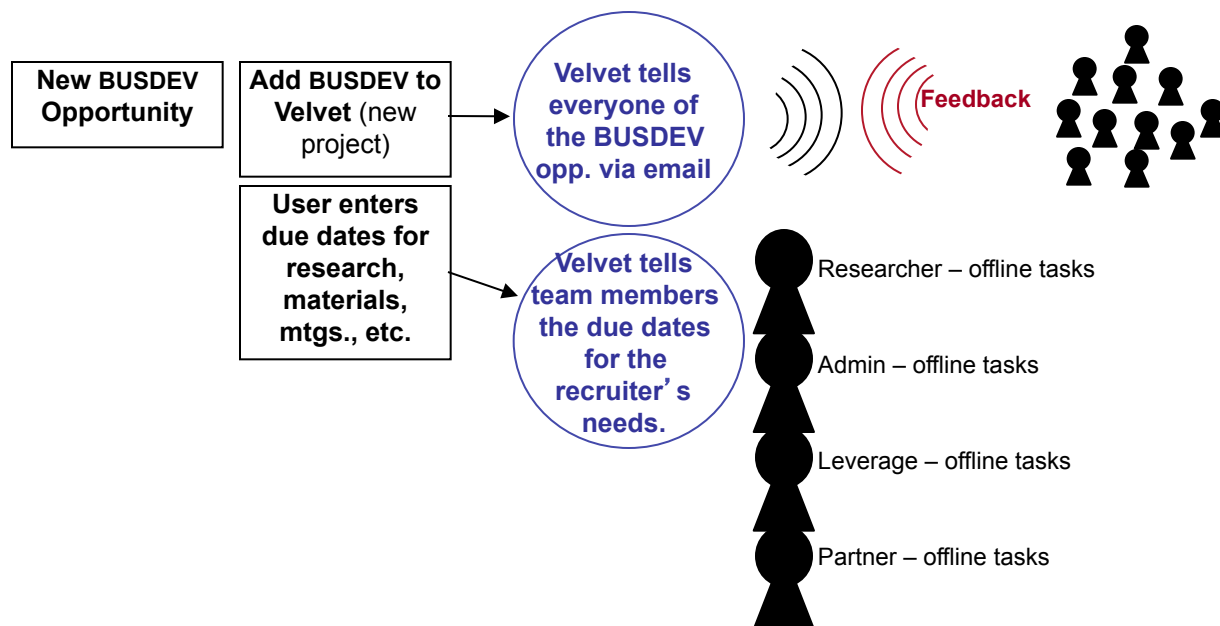 New BUSDEV
Opportunity
Add BUSDEV to
Velvet (new
project)
Velvet tells
everyone of
the BUSDEV
opp. via email
Feedback
User enters
due dates for
research,
materials,
mtgs., etc.
Velvet tells
team members
the due dates
for the
recruiter’s
needs.
Researcher – offline tasks
Admin – offline tasks
Leverage – offline tasks
Partner – offline tasks